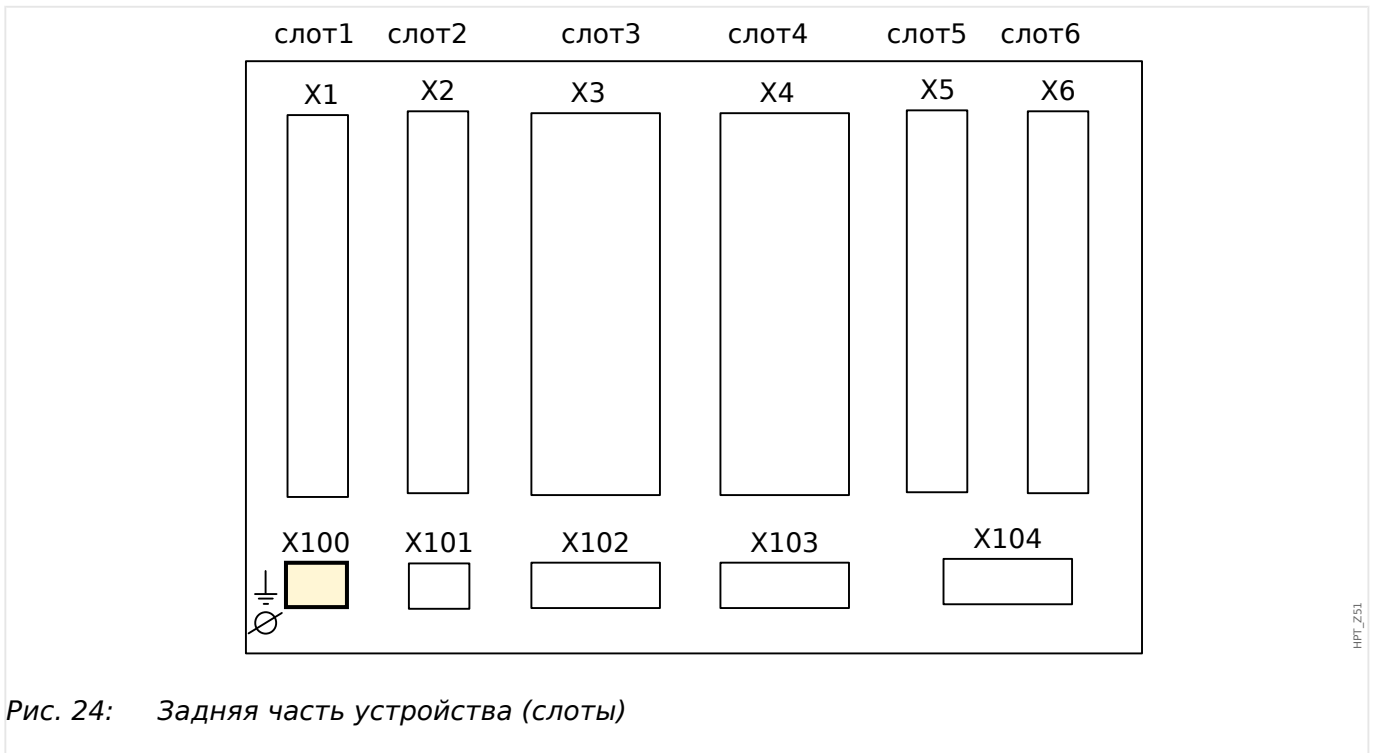 слот1 слот2 слот3 слот4 слот5 слот6
X1 X2 X3 X4 X5 X6
X100 X101 X102 X103 X104
HPT_Z51
Рис. 24: Задняя часть устройства (слоты)